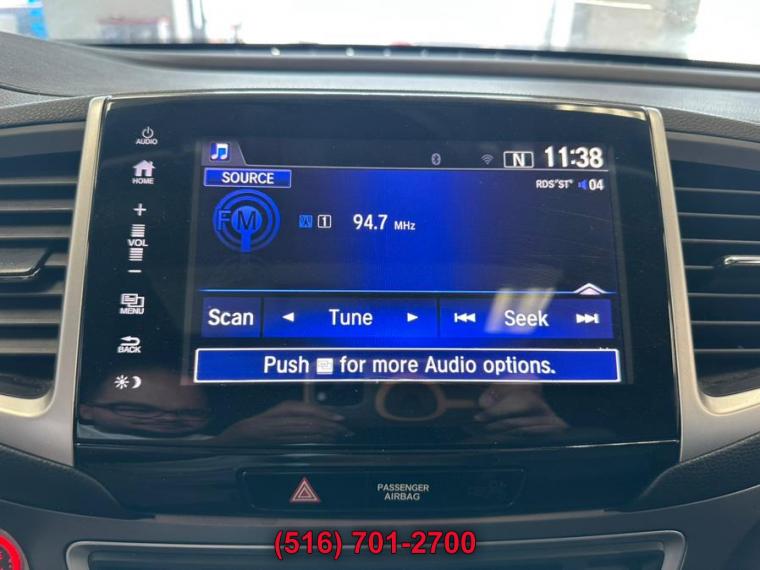 AUDIO
N 11:38
SOURCE
RDS ST 04
HOME
FM 1 94.7 MHz
+
VOL
−
Scan Tune Seek
MENU
BACK
Push for more Audio options.
PASSENGER
AIRBAG
(516) 701-2700